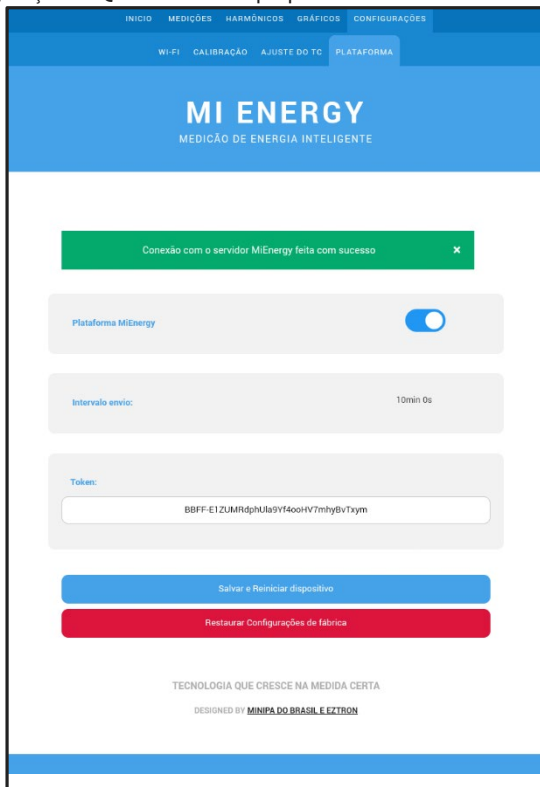 INICIO MEDIÇÕES HARMÔNICOS GRÁFICOS CONFIGURAÇÕES
WI-FI CALIBRAÇÃO AJUSTE DO TC PLATAFORMA
MI ENERGY
MEDICÃO DE ENERGIA INTELIGENTE
Conexão com o servidor MiEnergy feita com sucesso ×
Plataforma MiEnergy
Intervalo envio: 10min 0s
Token:
BBFF-E1ZUMRdphUla9Yf4ooHV7mhyBvTxym
Salvar e Reiniciar dispositivo
Restaurar Configurações de fábrica
TECNOLOGIA QUE CRESCE NA MEDIDA CERTA
DESIGNED BY MINIPA DO BRASIL E EZTRON